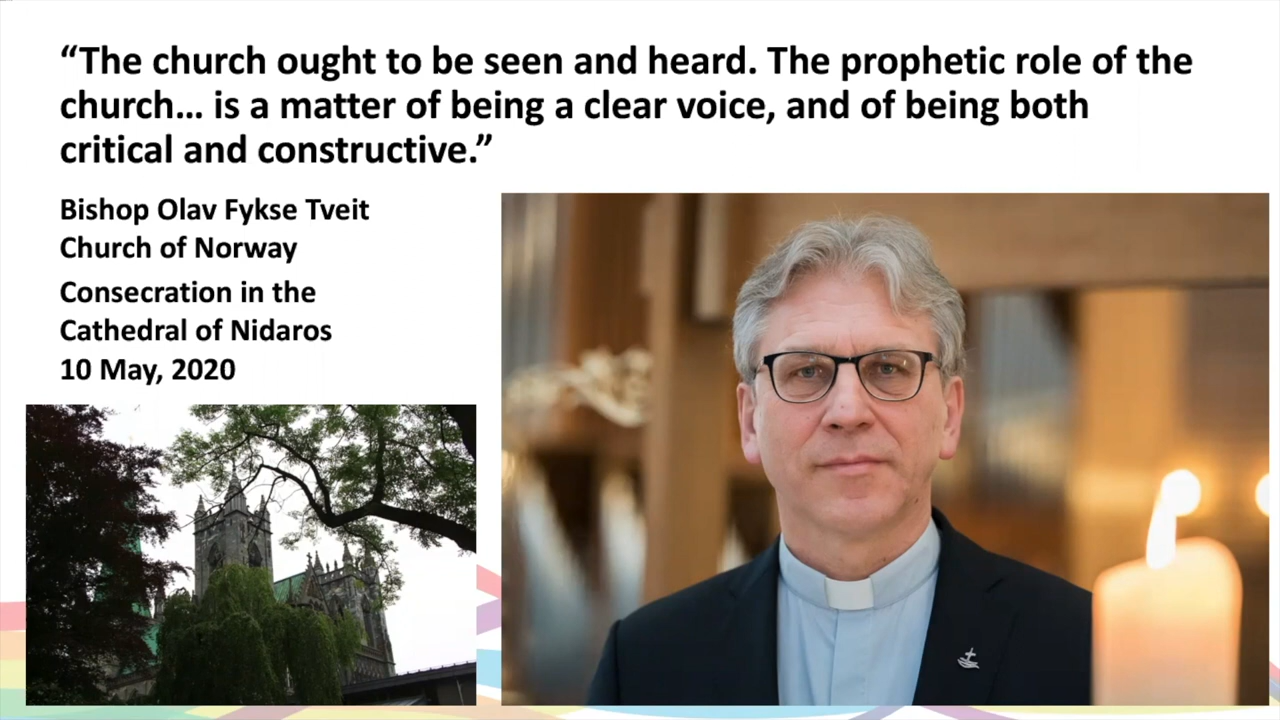 “The church ought to be seen and heard. The prophetic role of the
church... is a matter of being a clear voice, and of being both
critical and constructive.”
Bishop Olav Fykse Tveit
Church of Norway
Consecration in the
Cathedral of Nidaros
10 May, 2020